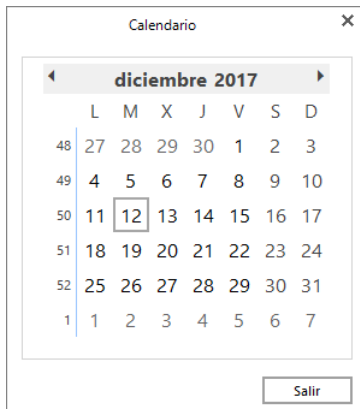 Calendario
diciembre 2017
L M X J V S D
48 27 28 29 30 1 2 3
49 4 5 6 7 8 9 10
50 11 12 13 14 15 16 17
51 18 19 20 21 22 23 24
52 25 26 27 28 29 30 31
1 1 2 3 4 5 6 7
Salir